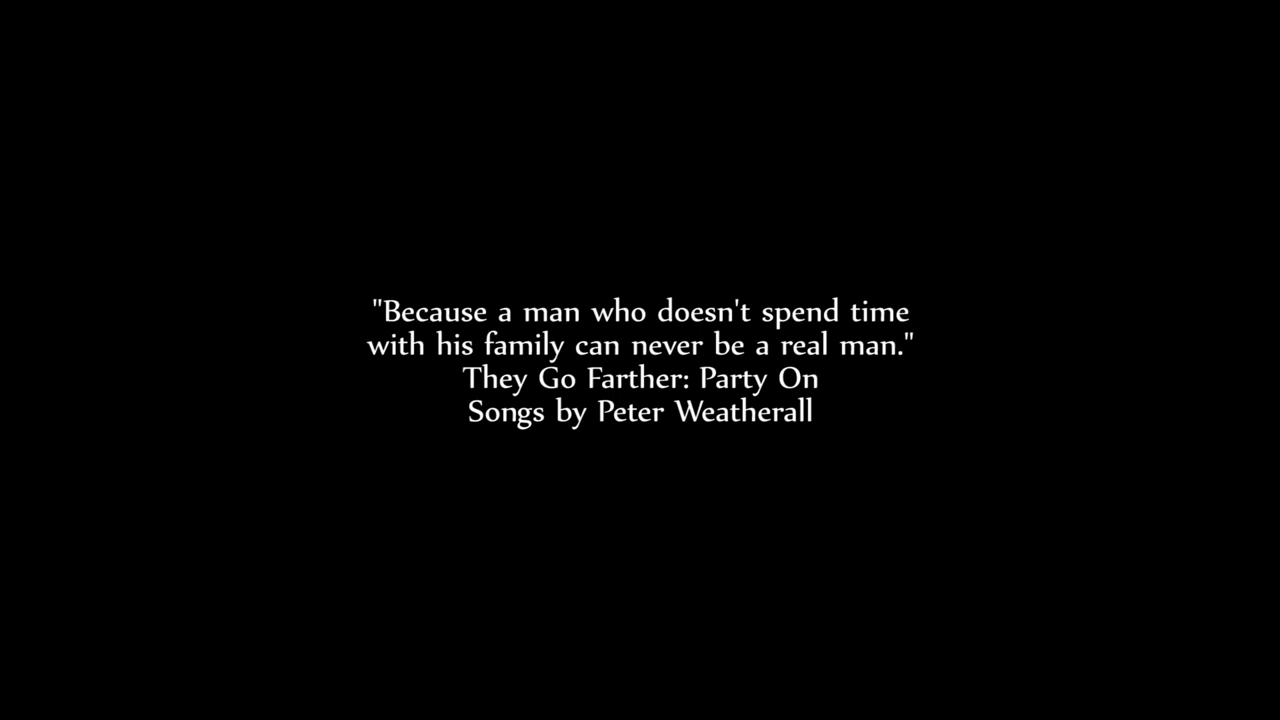 "Because a man who doesn't spend time
with his family can never be a real man."
They Go Farther: Party On
Songs by Peter Weatherall